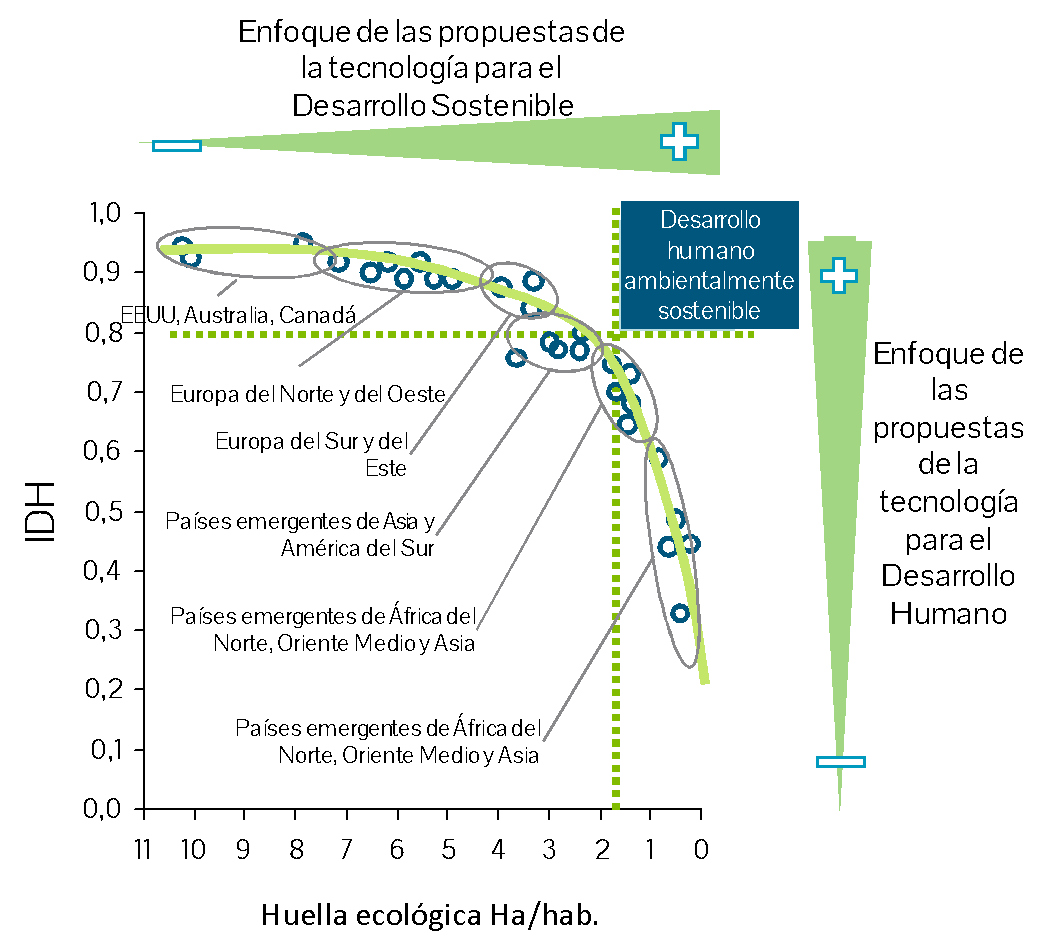 Enfoque de las propuestas de
la tecnología para el
Desarrollo Sostenible
Desarrollo
humano
ambientalmente
sostenible
1,0
0,9
0,8
0,7
0,6
0,5
0,4
0,3
0,2
0,1
0,0
IDH
EEUU, Australia, Canadá
Europa del Norte y del Oeste
Europa del Sur y del
Este
Países emergentes de Asia y
América del Sur
Países emergentes de África del
Norte, Oriente Medio y Asia
Países emergentes de África del
Norte, Oriente Medio y Asia
Enfoque de
las
propuestas
de la
tecnología
para el
Desarrollo
Humano
11 10 9 8 7 6 5 4 3 2 1 0
Huella ecológica Ha/hab.